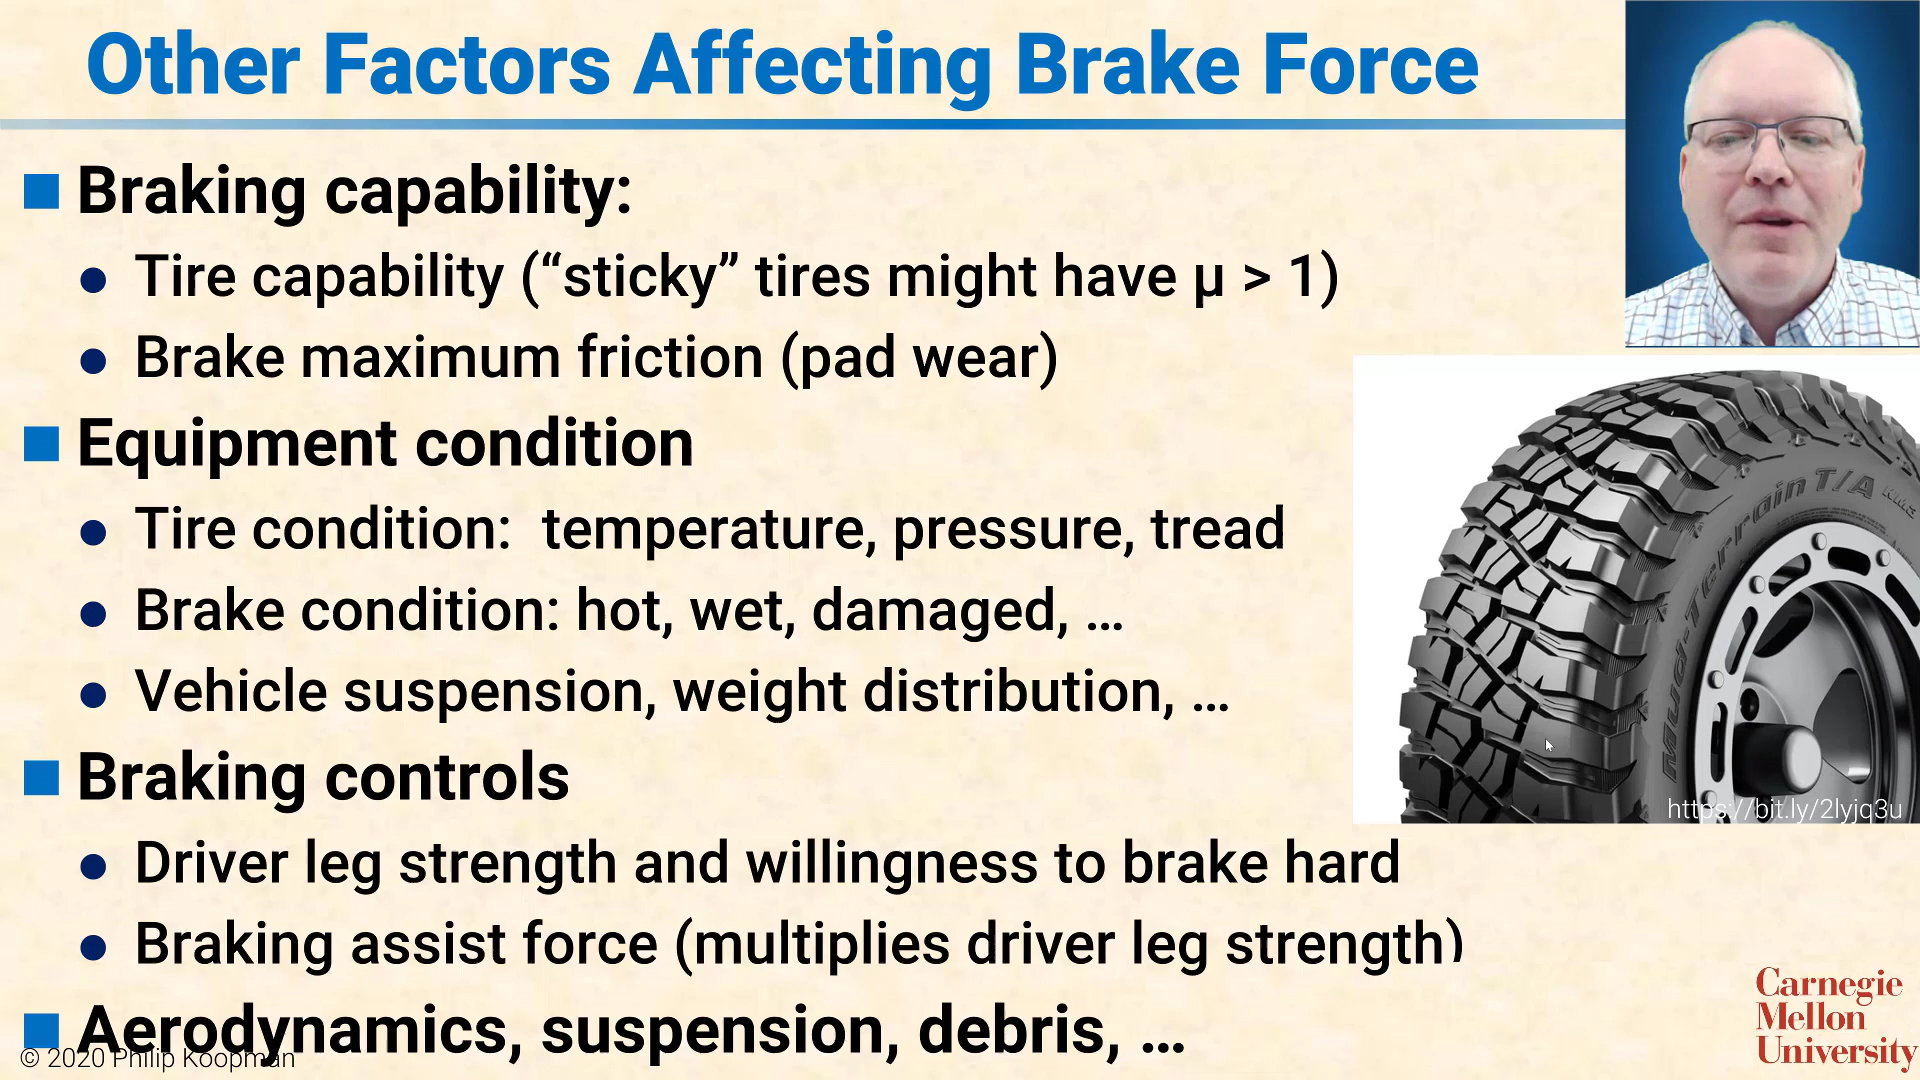 Other Factors Affecting Brake Force
Braking capability:
Tire capability (“sticky” tires might have µ > 1)
Brake maximum friction (pad wear)
Equipment condition
Tire condition:  temperature, pressure, tread
Brake condition: hot, wet, damaged, ...
Vehicle suspension, weight distribution, ...
Braking controls
Driver leg strength and willingness to brake hard
Braking assist force (multiplies driver leg strength)
Aerodynamics, suspension, debris, ...
© 2020 Philip Koopman
Mud-Terrain T/A KM3
https://bit.ly/2lyjq3u
Carnegie
Mellon
University